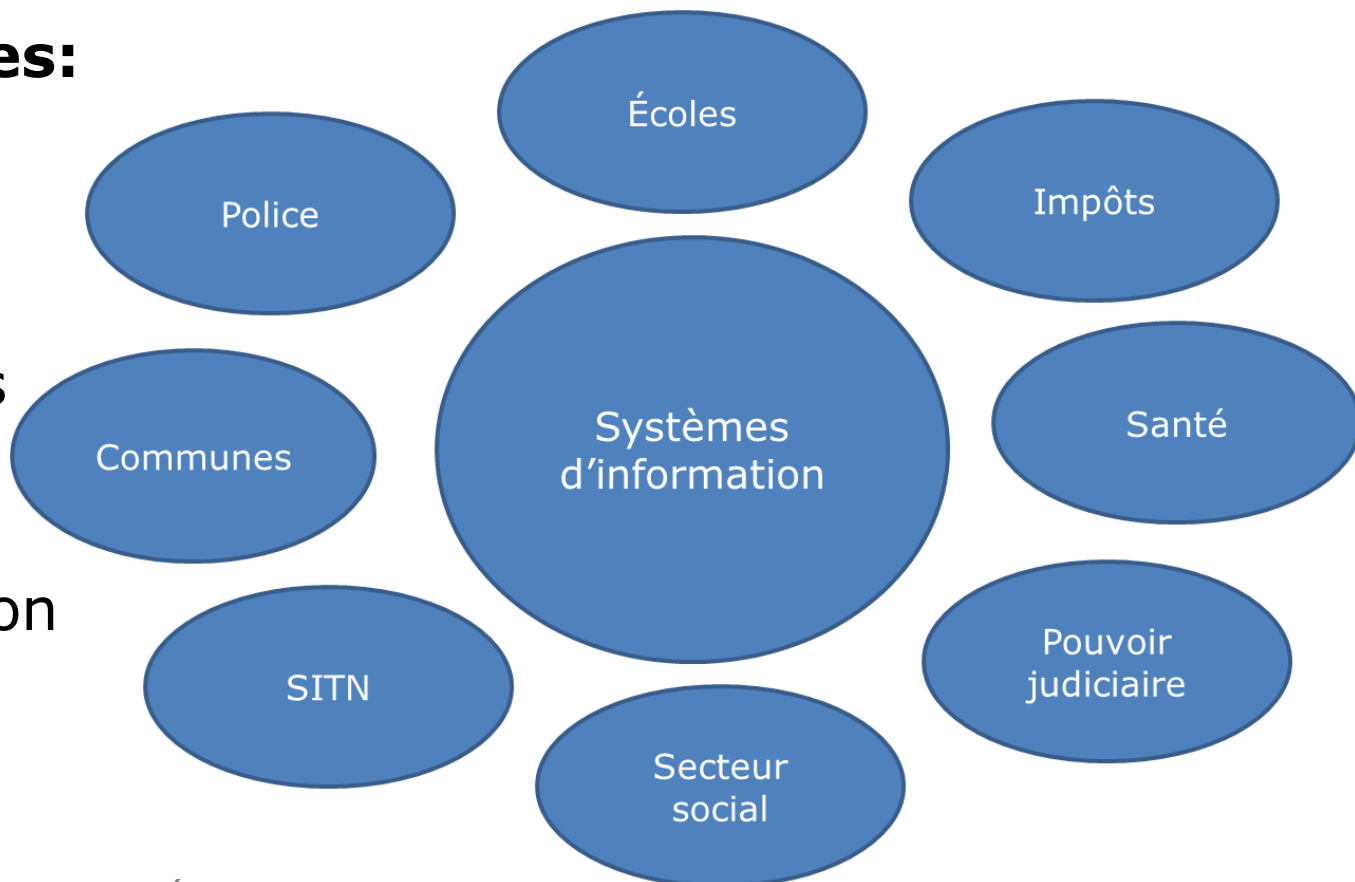 es:
Écoles
Police
Impôts
s
Communes
Systèmes
d’information
Santé
on
SITN
Pouvoir
judiciaire
Secteur
social